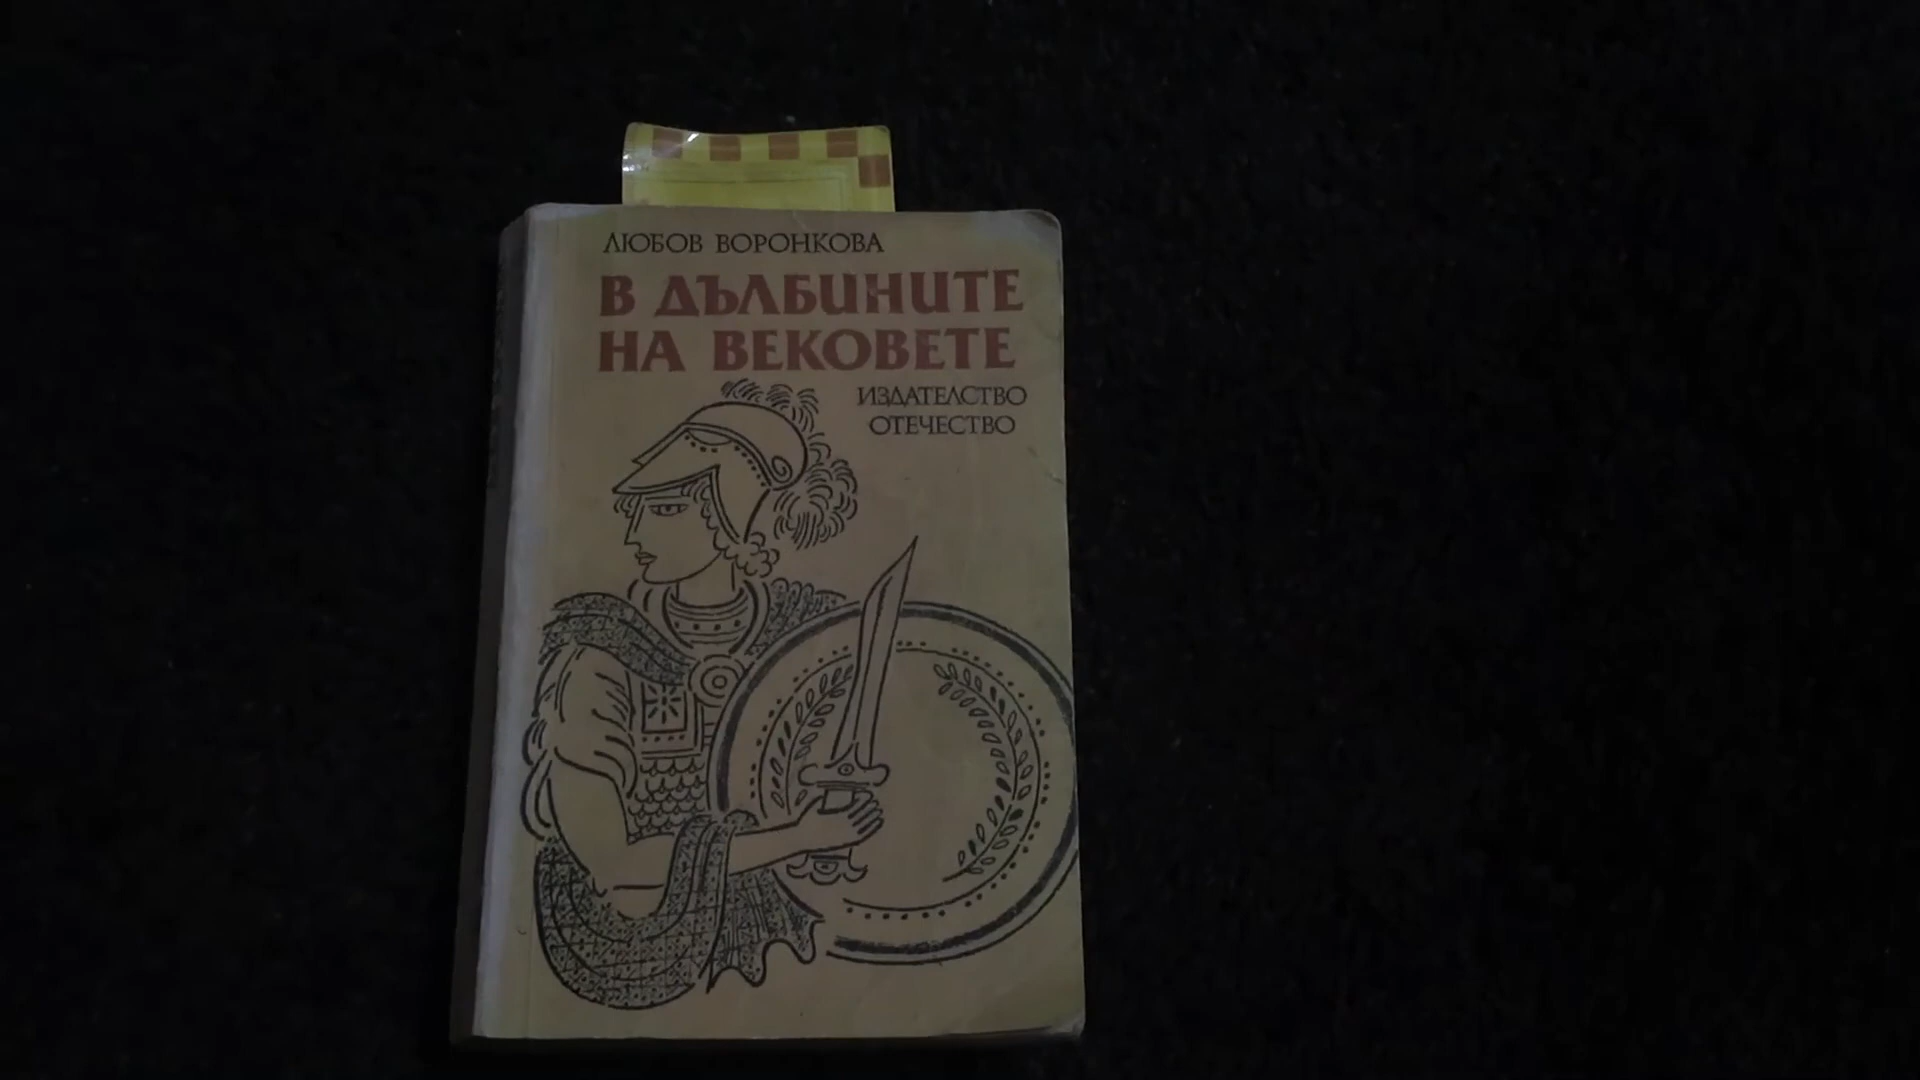 ЛЮБОВ ВОРОНКОВА
В ДЪЛБИНИТЕ
НА ВЕКОВЕТЕ
ИЗДАТЕЛСТВО
ОТЕЧЕСТВО